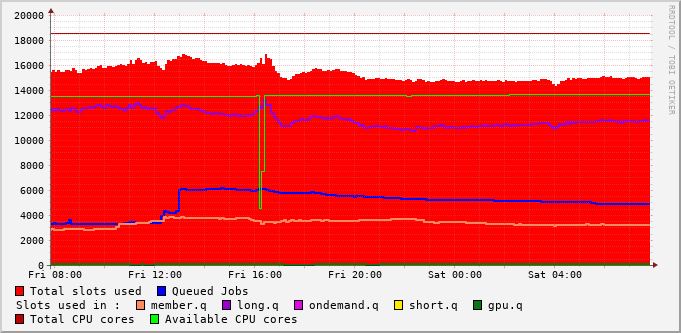 20000
18000
16000
14000
12000
10000
8000
6000
4000
2000
0
Fri 08:00 Fri 12:00 Fri 16:00 Fri 20:00 Sat 00:00 Sat 04:00
Total slots used Queued Jobs
Slots used in : member.q long.q ondemand.q short.q gpu.q
Total CPU cores Available CPU cores
RRDTOOL / TOBI OETIKER